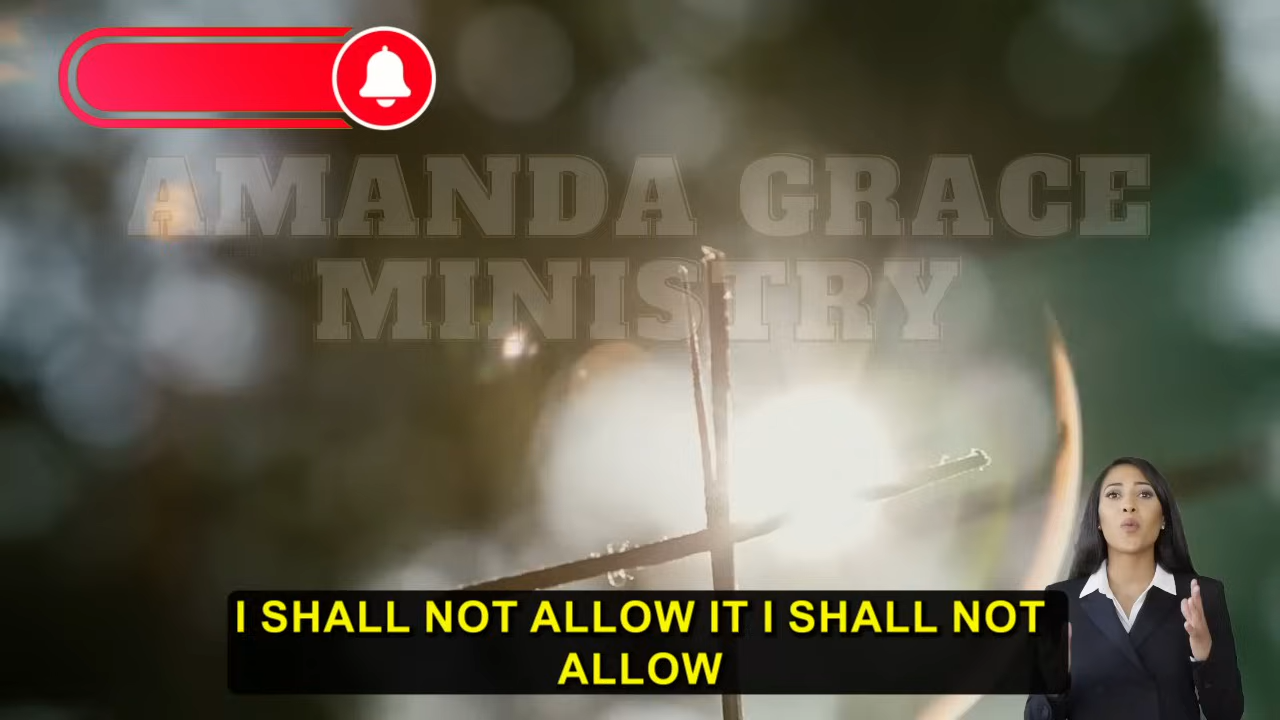 AMANDA GRACE
MINISTRY
I SHALL NOT ALLOW IT I SHALL NOT
ALLOW